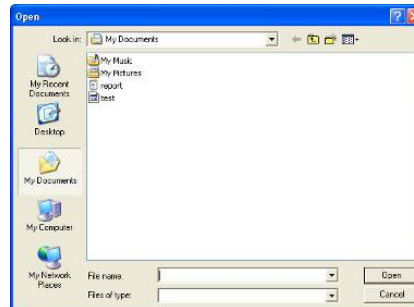 Open
Look in:
My Documents
My Recent
Documents
Desktop
My Documents
My Computer
My Network
Places
My Music
My Pictures
report
test
File name:
Open
Files of type:
Cancel